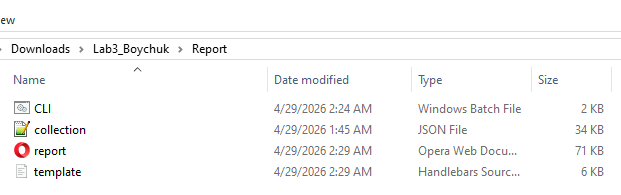 ew
Downloads > Lab3_Boychuk > Report
Name Date modified Type Size
CLI 4/29/2026 2:24 AM Windows Batch File 2 KB
collection 4/29/2026 1:45 AM JSON File 34 KB
report 4/29/2026 2:29 AM Opera Web Docu... 71 KB
template 4/29/2026 2:29 AM Handlebars Sourc... 6 KB